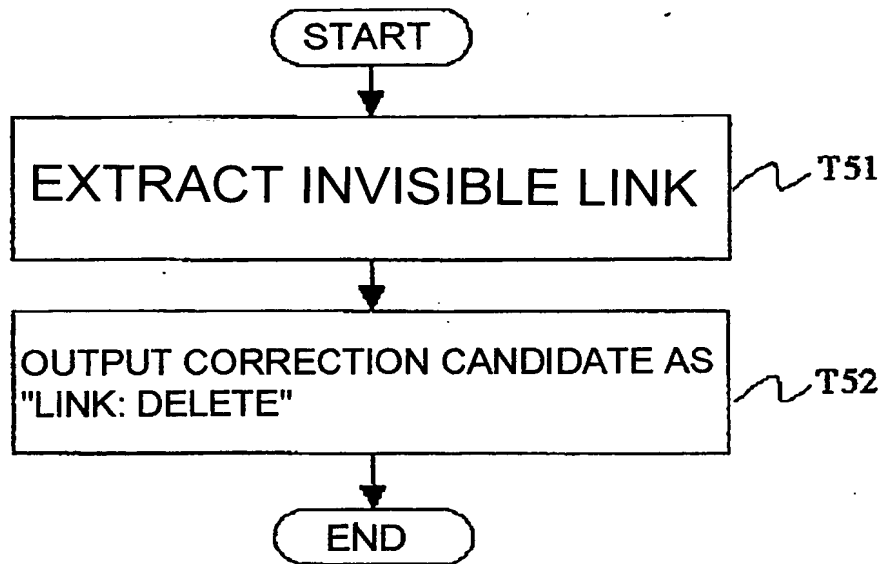 START
EXTRACT INVISIBLE LINK
T51
OUTPUT CORRECTION CANDIDATE AS
"LINK: DELETE"
T52
END